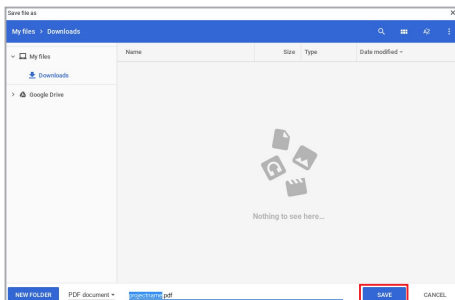 Save file as
My files > Downloads
Name Size Type Date modified
My files
Downloads
Google Drive
Nothing to see here...
NEW FOLDER PDF document projectname.pdf SAVE CANCEL